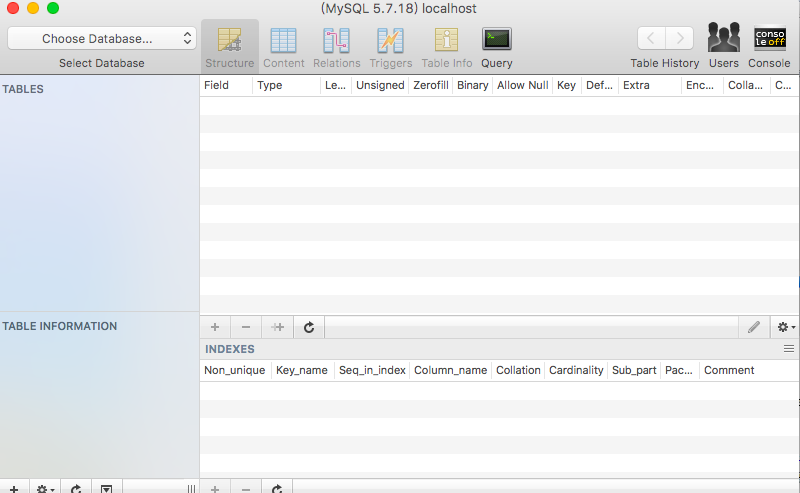 (MySQL 5.7.18) localhost
Choose Database...
Select Database
Structure Content Relations Triggers Table Info Query
Table History Users Console
conso
le off
TABLES
Field Type Le... Unsigned Zerofill Binary Allow Null Key Def... Extra Enc... Colla... C...
TABLE INFORMATION
INDEXES
Non_unique Key_name Seq_in_index Column_name Collation Cardinality Sub_part Pac... Comment